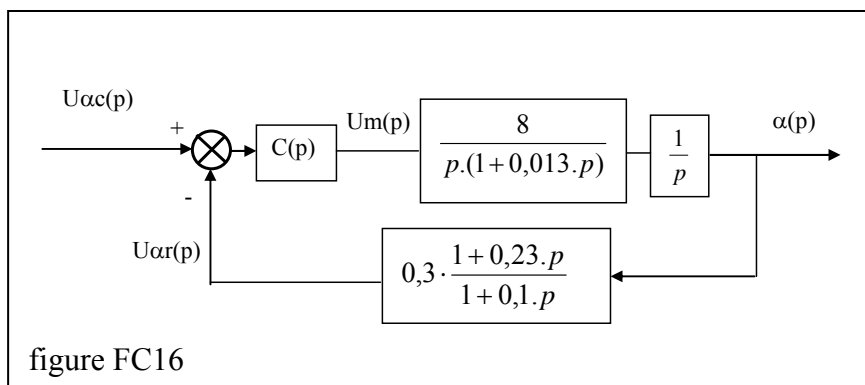 Uαc(p)
+
-
C(p)
Um(p)
8
p.(1+0,013.p)
1
p
α(p)
Uαr(p)
0,3 · 1+0,23.p
1+0,1.p
figure FC16